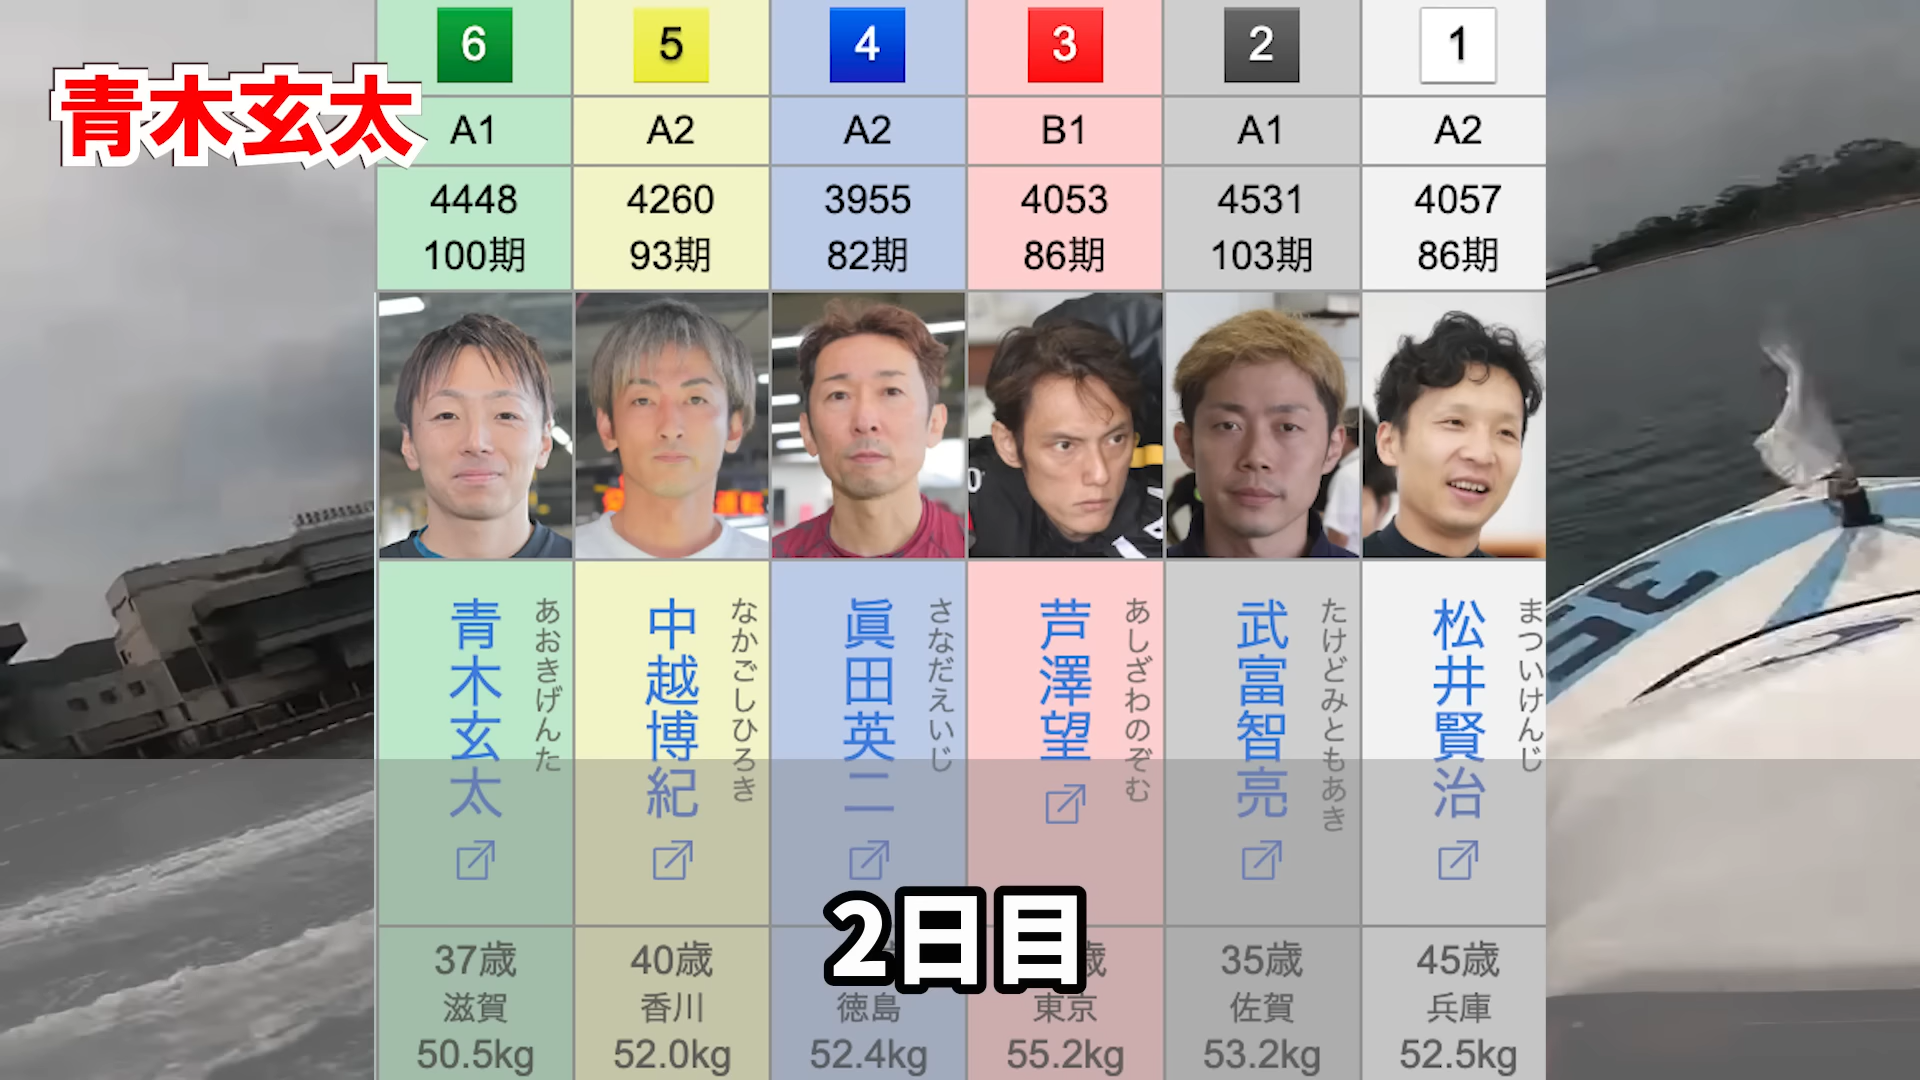 青木玄太
6 5 4 3 2 1
A1 A2 A2 B1 A1 A2
4448 4260 3955 4053 4531 4057
100期 93期 82期 86期 103期 86期
青木玄太 あおきげんた
中越博紀 なかごしひろき
眞田英二 さなだえいじ
芦澤望 あしざわのぞむ
武富智亮 たけどみともあき
松井賢治 まついけんじ
2日目
37歳 40歳 歳 35歳 45歳
滋賀 香川 徳島 東京 佐賀 兵庫
50.5kg 52.0kg 52.4kg 55.2kg 53.2kg 52.5kg